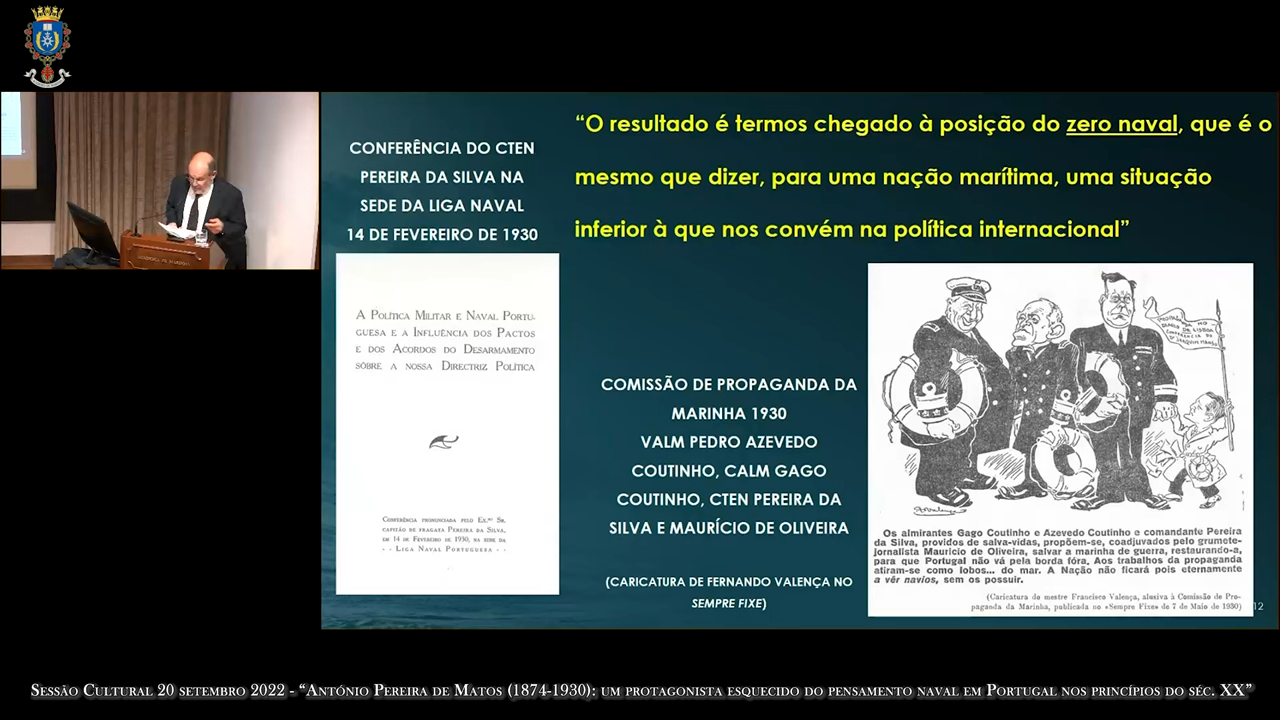 CONFERÊNCIA DO CTEN
PEREIRA DA SILVA NA
SEDE DA LIGA NAVAL
14 DE FEVEREIRO DE 1930
“O resultado é termos chegado à posição do zero naval, que é o
mesmo que dizer, para uma nação marítima, uma situação
inferior à que nos convém na política internacional”
A Política Militar e Naval Portu-
guesa e a Influência dos Pactos
e dos Acordos do Desarmamento
sôbre a nossa Directriz Política
Conferência pronunciada pelo Ex.mo Sr.
capitão de fragata Pereira da Silva,
em 14 de Fevereiro de 1930, na sede da
- - Liga Naval Portuguesa - -
COMISSÃO DE PROPAGANDA DA
MARINHA 1930
VALM PEDRO AZEVEDO
COUTINHO, CALM GAGO
COUTINHO, CTEN PEREIRA DA
SILVA E MAURÍCIO DE OLIVEIRA
(CARICATURA DE FERNANDO VALENÇA NO
SEMPRE FIXE)
Os almirantes Gago Coutinho e Azevedo Coutinho e comandante Pereira
da Silva, providos de salva-vidas, propõem-se, coadjuvados pelo grumete-
jornalista Maurício de Oliveira, salvar a marinha de guerra, restaurando-a,
para que Portugal não vá pela borda fóra. Aos trabalhos da propaganda
atiram-se como lobos... do mar. A Nação não ficará pois eternamente
a vêr navios, sem os possuir.
(Caricatura do mestre Francisco Valença, alusiva à Comissão de Pro-
paganda da Marinha, publicada no «Sempre Fixe» de 7 de Maio de 1930)
12
Sessão Cultural 20 setembro 2022 - “António Pereira de Matos (1874-1930): um protagonista esquecido do pensamento naval em Portugal nos princípios do séc. XX”